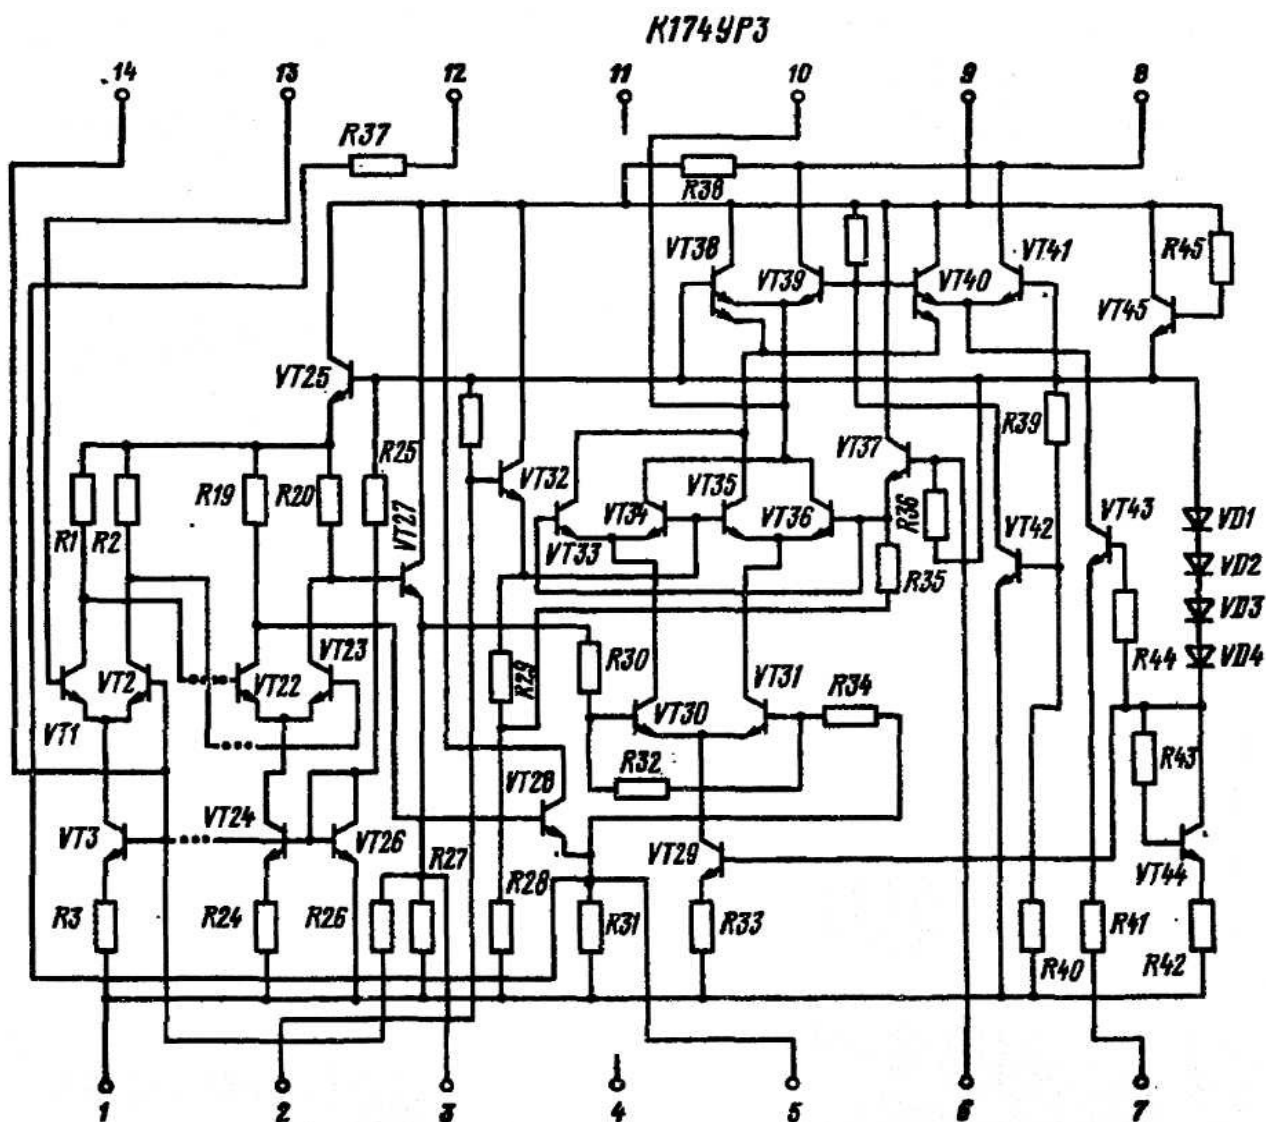 К174УР3
14 13 12 11 10 9 8
R37
R38
VT38 VT39 VT40 VT41 R45
VT45
VT25
R39
R25
VT32 VT35 VT37
R19 R20 VT34 VT36 R36
R1 R2 VT27 VT33 VT42 VT43 VD1
R35 VD2
VD3
VT23 R30 R44 VD4
VT2 VT22 R29 VT31 R34
VT1 VT30
R32 R43
VT28
VT3 VT24 VT26 VT29 VT44
R27
R28
R3 R24 R26 R31 R33 R41
R40 R42
1 2 3 4 5 6 7